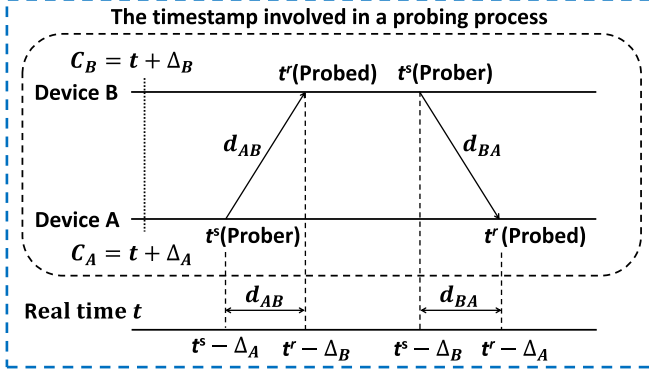 The timestamp involved in a probing process
C_B = t + Δ_B
t^r(Probed) t^s(Prober)
Device B
d_AB
d_BA
Device A
t^s(Prober)
t^r (Probed)
C_A = t + Δ_A
d_AB
d_BA
Real time t
t^s − Δ_A t^r − Δ_B t^s − Δ_B t^r − Δ_A